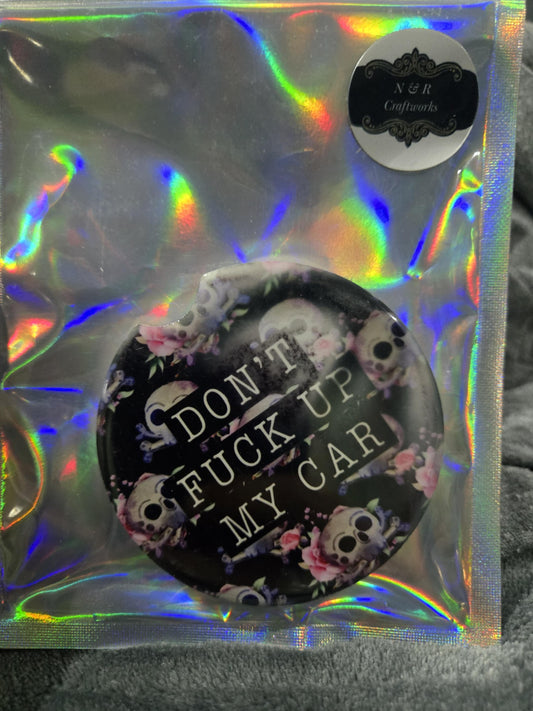 N & R
Craftworks
DON'T
FUCK UP
MY CAR